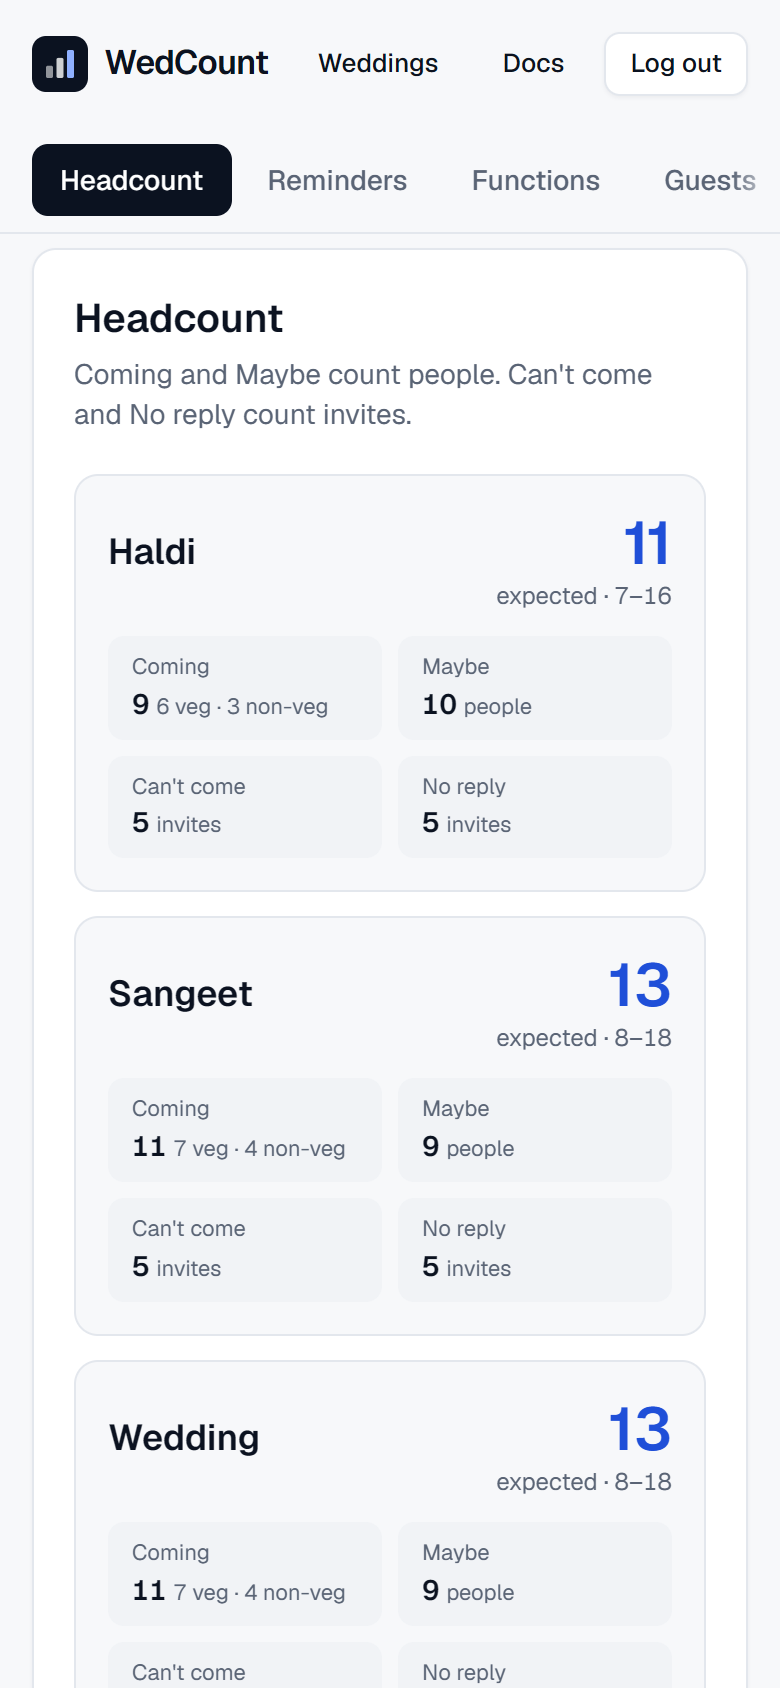 WedCount Weddings Docs Log out
Headcount Reminders Functions Guests
Headcount
Coming and Maybe count people. Can't come
and No reply count invites.
Haldi 11
expected · 7–16
Coming Maybe
9 6 veg · 3 non-veg 10 people
Can't come No reply
5 invites 5 invites
Sangeet 13
expected · 8–18
Coming Maybe
11 7 veg · 4 non-veg 9 people
Can't come No reply
5 invites 5 invites
Wedding 13
expected · 8–18
Coming Maybe
11 7 veg · 4 non-veg 9 people
Can't come No reply